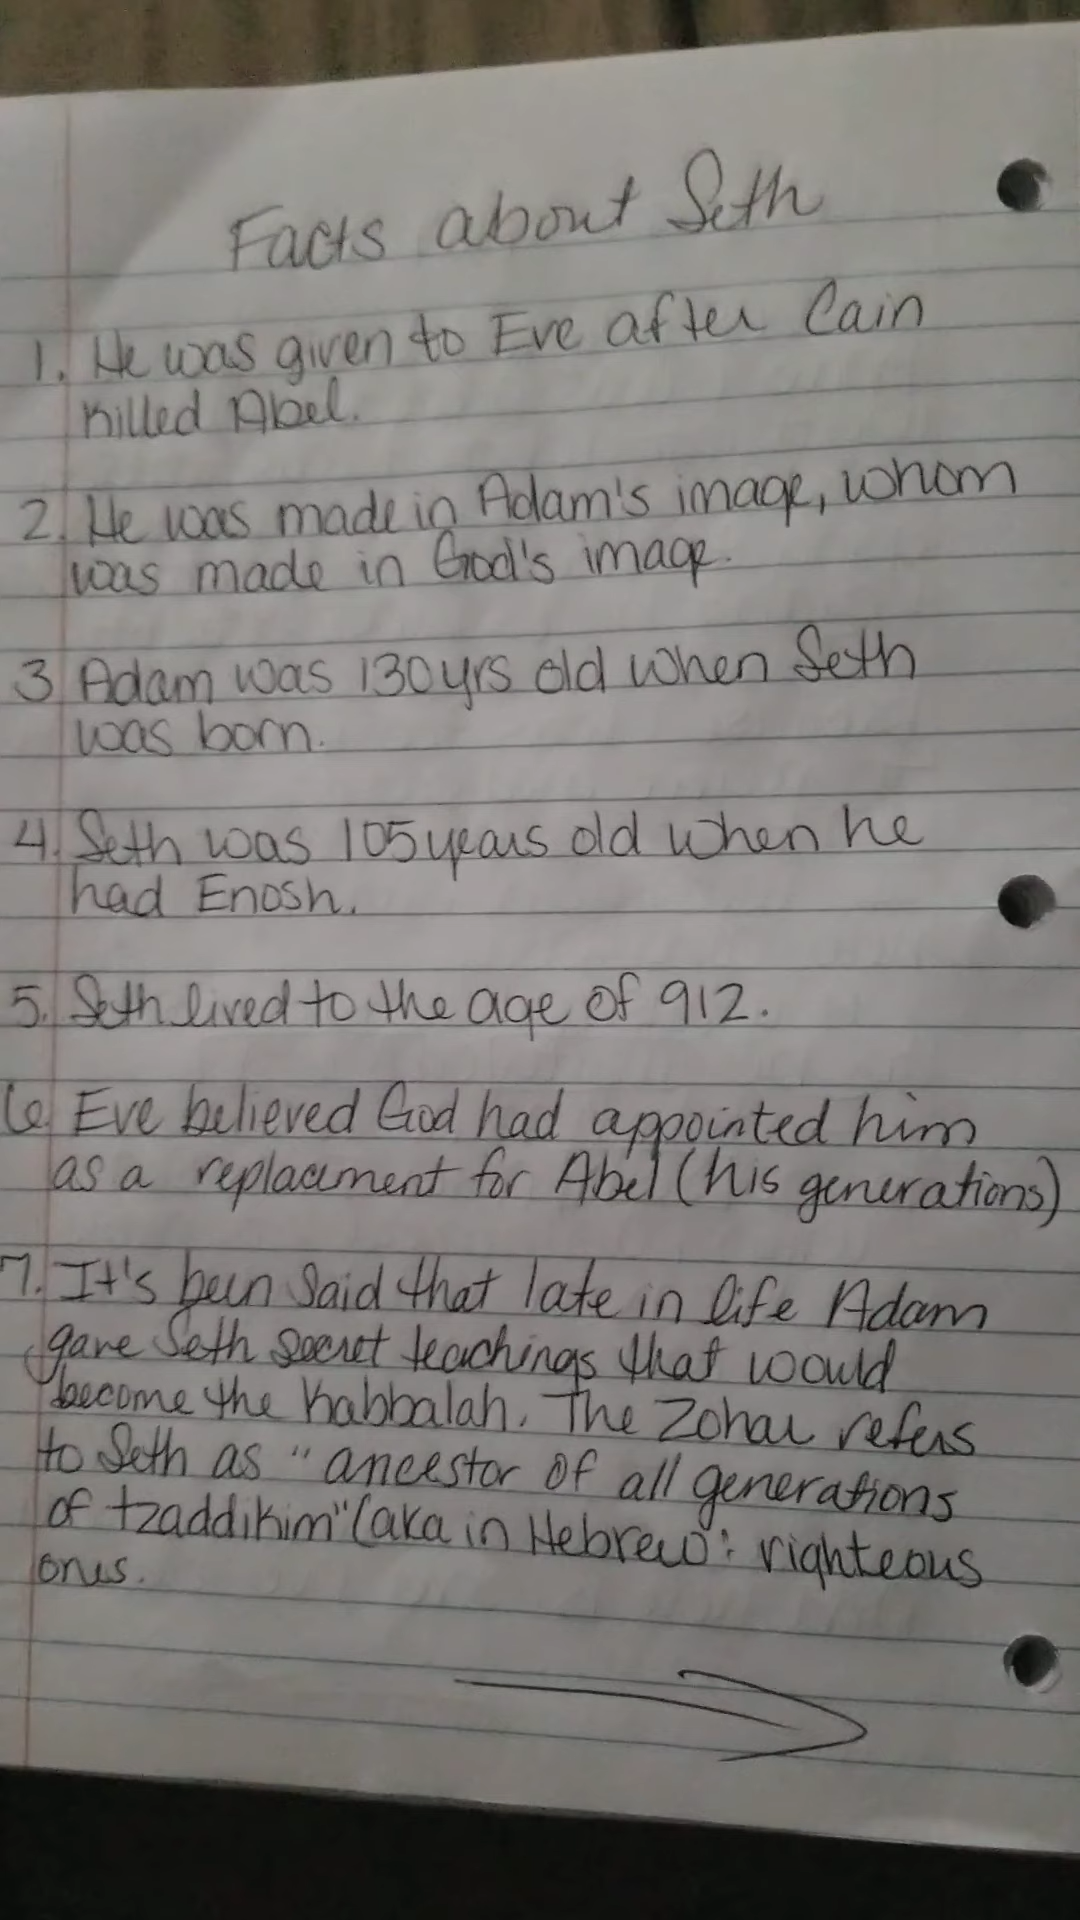 Facts about Seth
1. He was given to Eve after Cain
killed Abel.
2. He was made in Adam's image, whom
was made in God's image.
3 Adam was 130yrs old when Seth
was born.
4. Seth was 105 years old when he
had Enosh.
5. Seth lived to the age of 912.
6 Eve believed God had appointed him
as a replacement for Abel (his generations)
7. It's been said that late in life Adam
gave Seth secret teachings that would
become the Kabbalah. The Zohar refers
to Seth as "ancestor of all generations
of tzaddikim" (aka in Hebrew: righteous
ones.